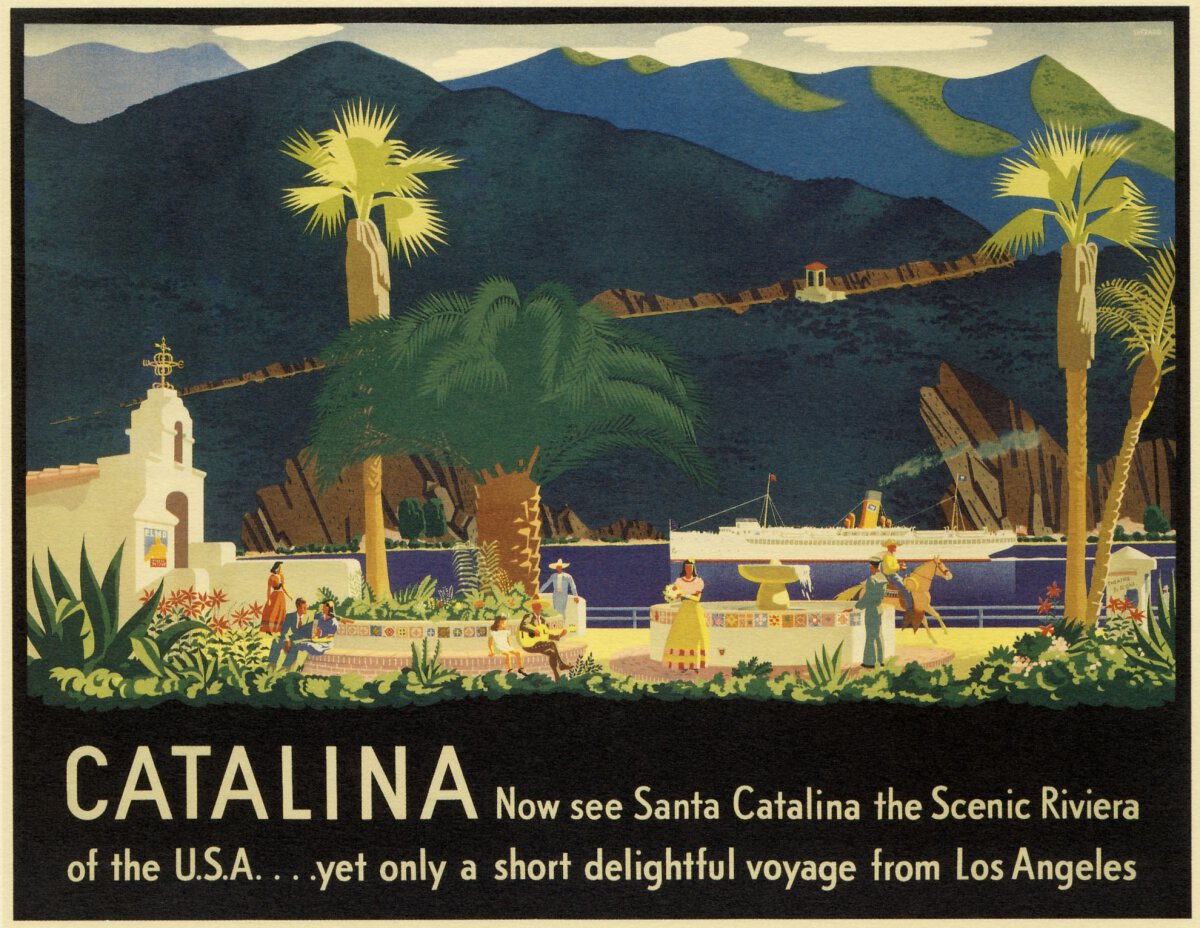 CATALINA Now see Santa Catalina the Scenic Riviera
of the U.S.A. . . .yet only a short delightful voyage from Los Angeles